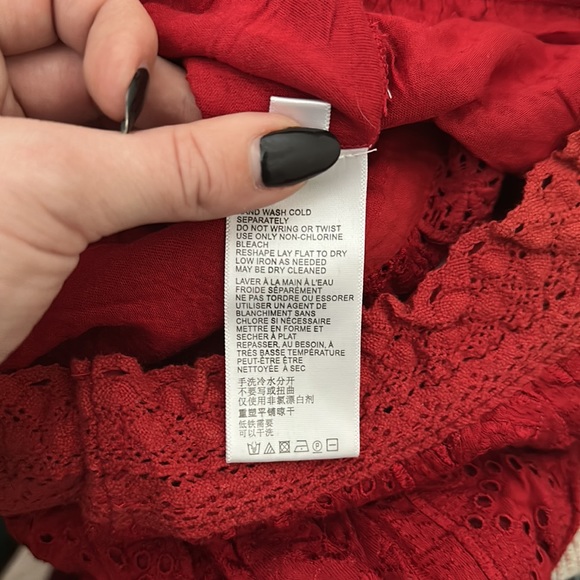 HAND WASH COLD
SEPARATELY
DO NOT WRING OR TWIST
USE ONLY NON-CHLORINE
BLEACH
RESHAPE LAY FLAT TO DRY
LOW IRON AS NEEDED
MAY BE DRY CLEANED
LAVER À LA MAIN À L'EAU
FROIDE SÉPARÉMENT
NE PAS TORDRE OU ESSORER
UTILISER UN AGENT DE
BLANCHIMENT SANS
CHLORE SI NÉCESSAIRE
METTRE EN FORME ET
SECHER À PLAT
REPASSER, AU BESOIN, À
TRÈS BASSE TEMPÉRATURE
PEUT-ÊTRE ÊTRE
NETTOYÉE À SEC
手洗冷水分开
不要写或扭曲
仅使用非氯漂白剂
重塑平铺晾干
低铁需要
可以干洗
P